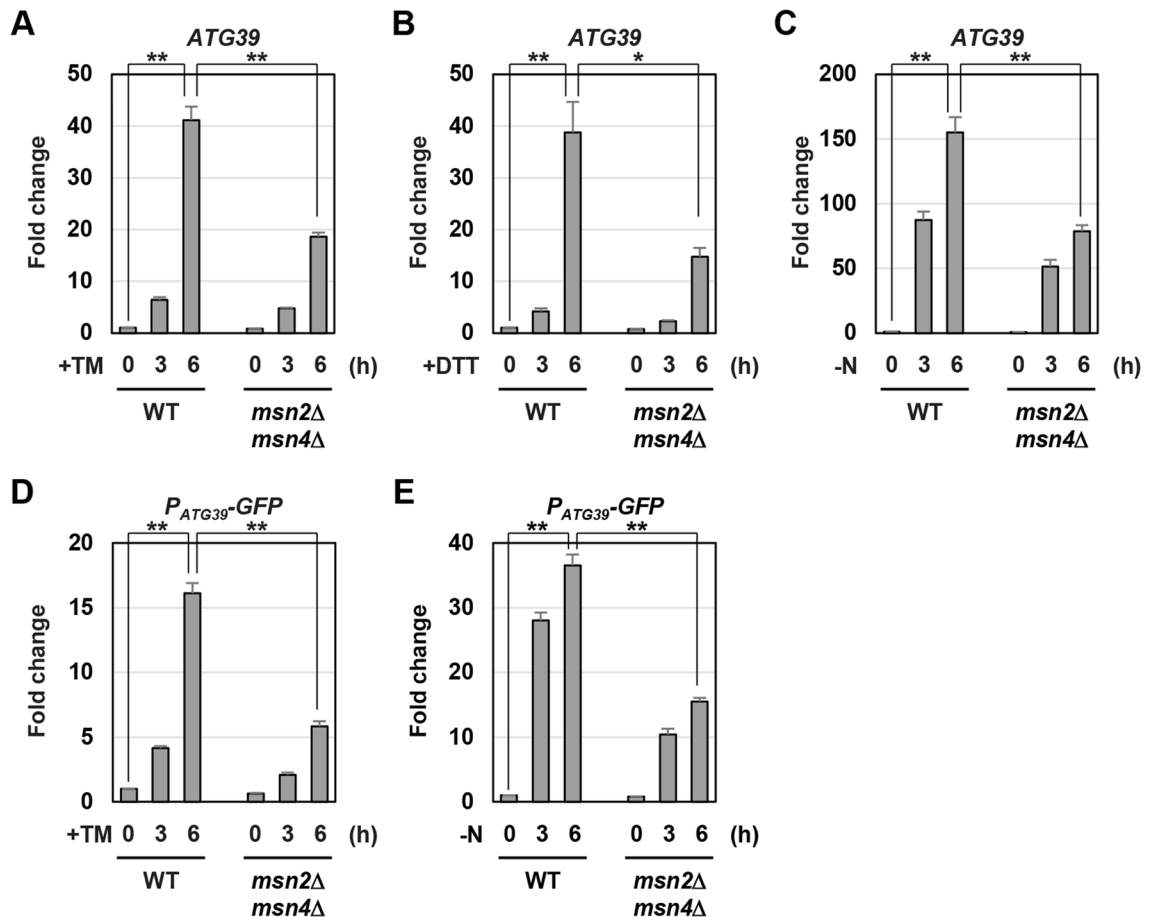 A
ATG39
** **
Fold change
50
40
30
20
10
0
+TM 0 3 6 0 3 6 (h)
WT msn2Δ
msn4Δ
B
ATG39
** *
Fold change
50
40
30
20
10
0
+DTT 0 3 6 0 3 6 (h)
WT msn2Δ
msn4Δ
C
ATG39
** **
Fold change
200
150
100
50
0
-N 0 3 6 0 3 6 (h)
WT msn2Δ
msn4Δ
D
PATG39-GFP
** **
Fold change
20
15
10
5
0
+TM 0 3 6 0 3 6 (h)
WT msn2Δ
msn4Δ
E
PATG39-GFP
** **
Fold change
40
30
20
10
0
-N 0 3 6 0 3 6 (h)
WT msn2Δ
msn4Δ